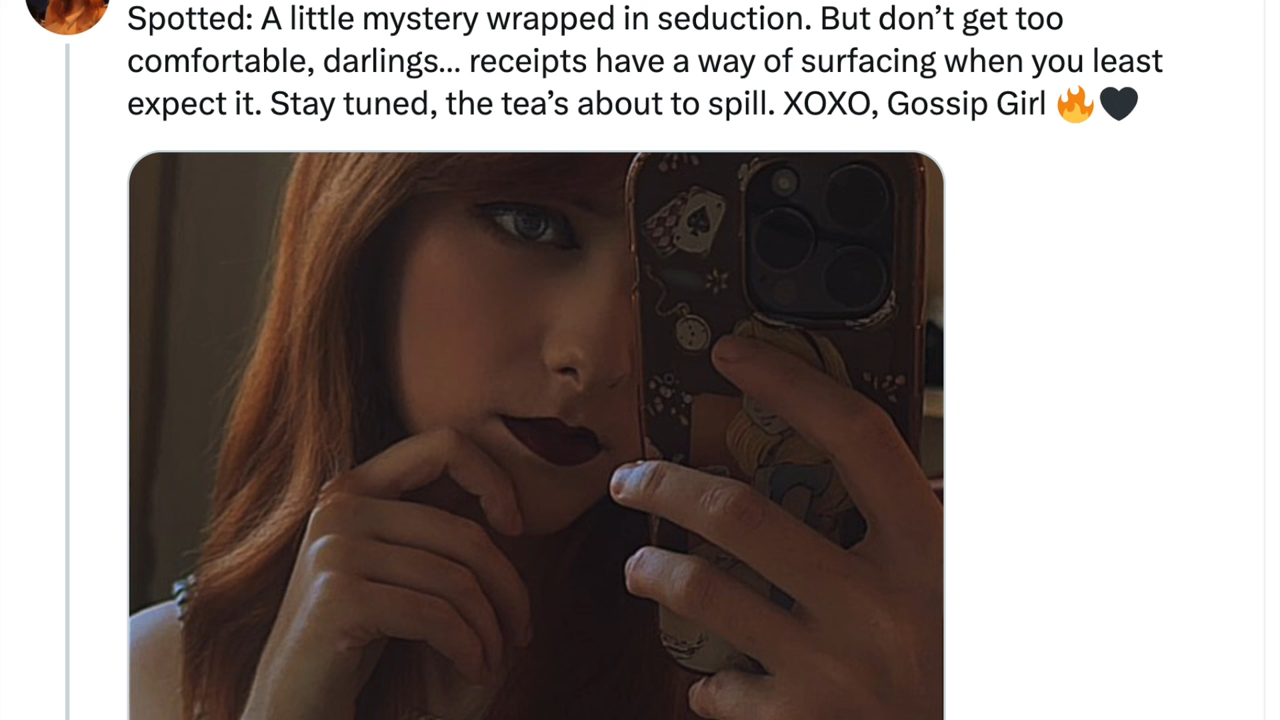 Spotted: A little mystery wrapped in seduction. But don’t get too
comfortable, darlings... receipts have a way of surfacing when you least
expect it. Stay tuned, the tea’s about to spill. XOXO, Gossip Girl 🔥🖤